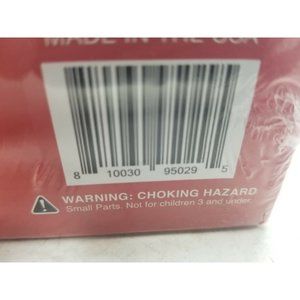 MADE IN THE USA
8 10030 95029 5
WARNING: CHOKING HAZARD
Small Parts. Not for children 3 and under.